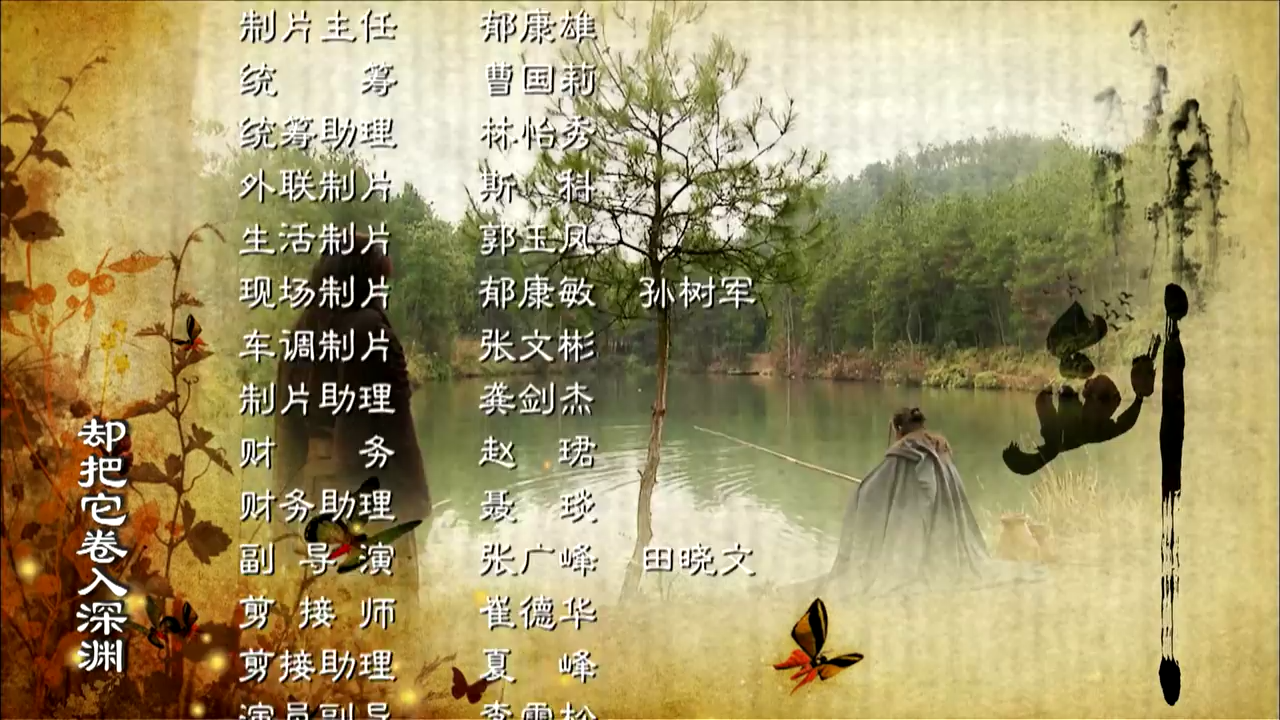 制片主任 郁康雄
统筹 曹国莉
统筹助理 林怡秀
外联制片 斯科
生活制片 郭玉凤
现场制片 郁康敏 孙树军
车调制片 张文彬
制片助理 龚剑杰
财务 赵珺
财务助理 聂琰
副导演 张广峰 田晓文
剪接师 崔德华
剪接助理 夏峰
演员副导
却把它卷入深渊